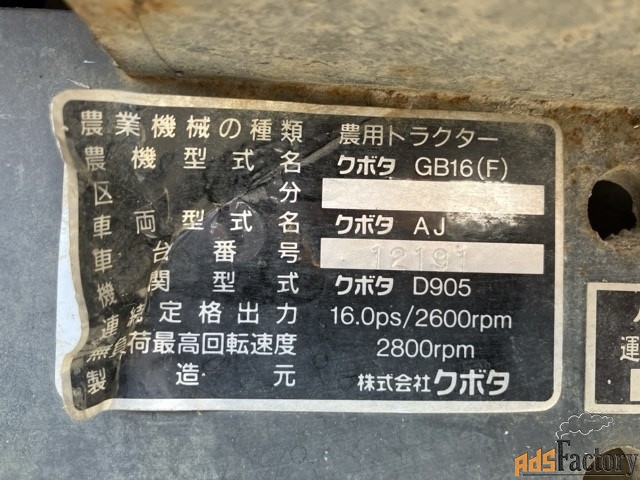 農業機械の種類 農用トラクター
農機型式名 クボタ GB16(F)
区分
車両型式名 クボタ AJ
車台番号 12191
機関型式 クボタ D905
連続定格出力 16.0ps/2600rpm
無負荷最高回転速度 2800rpm
製造元 株式会社クボタ
運
adsFactory